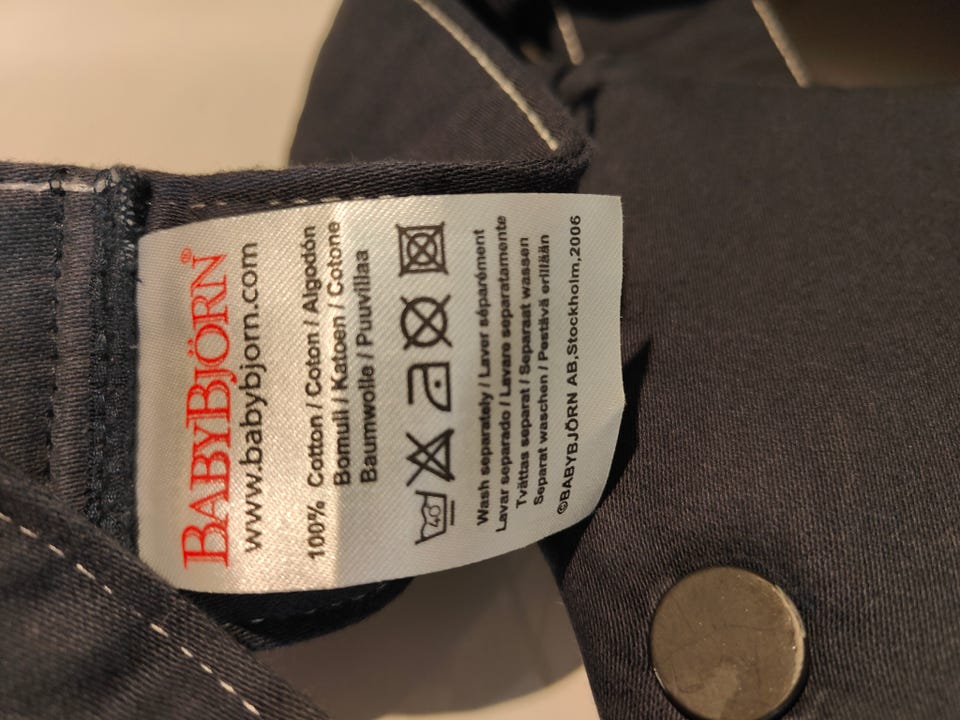 BABYBJÖRN®
www.babybjorn.com
100% Cotton / Coton / Algodón
Bomull / Katoen / Cotone
Baumwolle / Puuvillaa
40
Wash separately / Laver séparément
Lavar separado / Lavare separatamente
Tvättas separat / Separaat wassen
Separat waschen / Pestävä erillään
©BABYBJÖRN AB,Stockholm,2006